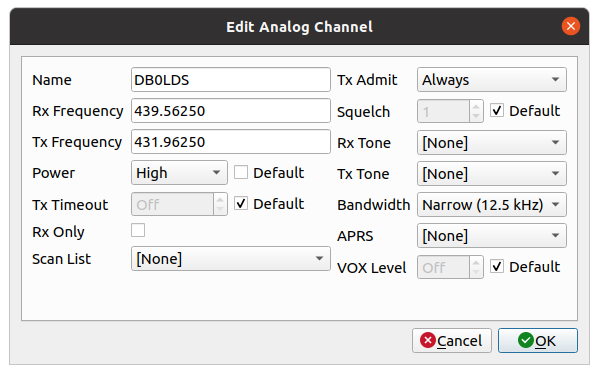 Edit Analog Channel
Name DB0LDS Tx Admit Always
Rx Frequency 439.56250 Squelch 1 Default
Tx Frequency 431.96250 Rx Tone [None]
Power High Default Tx Tone [None]
Tx Timeout Off Default Bandwidth Narrow (12.5 kHz)
Rx Only APRS [None]
Scan List [None] VOX Level Off Default
Cancel OK